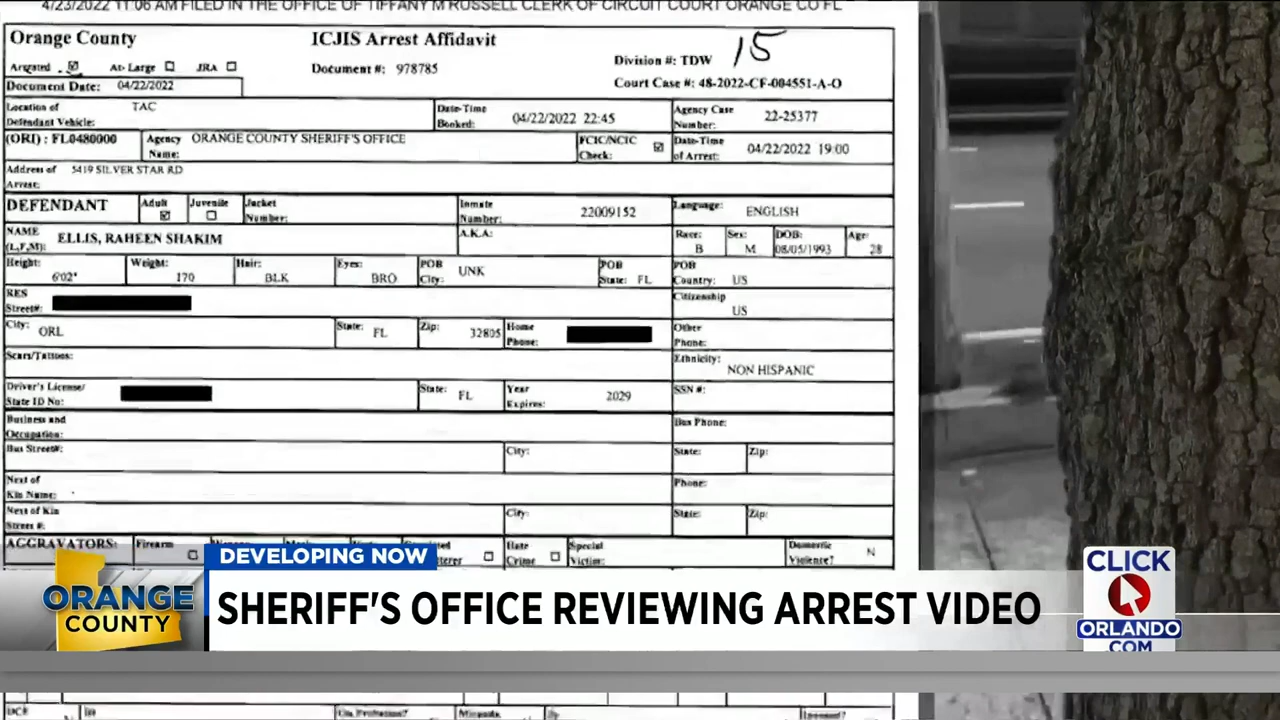 4/23/2022 11:06 AM FILED IN THE OFFICE OF TIFFANY M RUSSELL CLERK OF CIRCUIT COURT ORANGE CO FL
Orange County
ICJIS Arrest Affidavit
Division #: TDW 15
Arrested At-Large JRA
Document #: 978785
Court Case #: 48-2022-CF-004551-A-O
Document Date: 04/22/2022
Location of Defendant Vehicle: TAC
Date-Time Booked: 04/22/2022 22:45
Agency Case Number: 22-25377
(ORI) : FL0480000
Agency Name: ORANGE COUNTY SHERIFF'S OFFICE
FCIC/NCIC Check:
Date-Time of Arrest: 04/22/2022 19:00
Address of Arrest: 5419 SILVER STAR RD
DEFENDANT
Adult
Juvenile
Jacket Number:
Inmate Number: 22009152
Language: ENGLISH
NAME (L,F,M): ELLIS, RAHEEN SHAKIM
A.K.A:
Race: B
Sex: M
DOB: 08/05/1993
Age: 28
Height: 6'02"
Weight: 170
Hair: BLK
Eyes: BRO
POB City: UNK
POB State: FL
POB Country: US
RES Street#:
Citizenship US
City: ORL
State: FL
Zip: 32805
Home Phone:
Other Phone:
Scars/Tattoos:
Ethnicity: NON HISPANIC
Driver's License/ State ID No:
State: FL
Year Expires: 2029
SSN #:
Business and Occupation:
Bus Phone:
Bus Street#:
City:
State:
Zip:
Next of Kin Name:
Phone:
Next of Kin Street #:
City:
State:
Zip:
AGGRAVATORS:
Firearm
Hate Crime
Special Victim:
Domestic Violence? N
DEVELOPING NOW
ORANGE COUNTY
SHERIFF'S OFFICE REVIEWING ARREST VIDEO
CLICK
ORLANDO
.COM